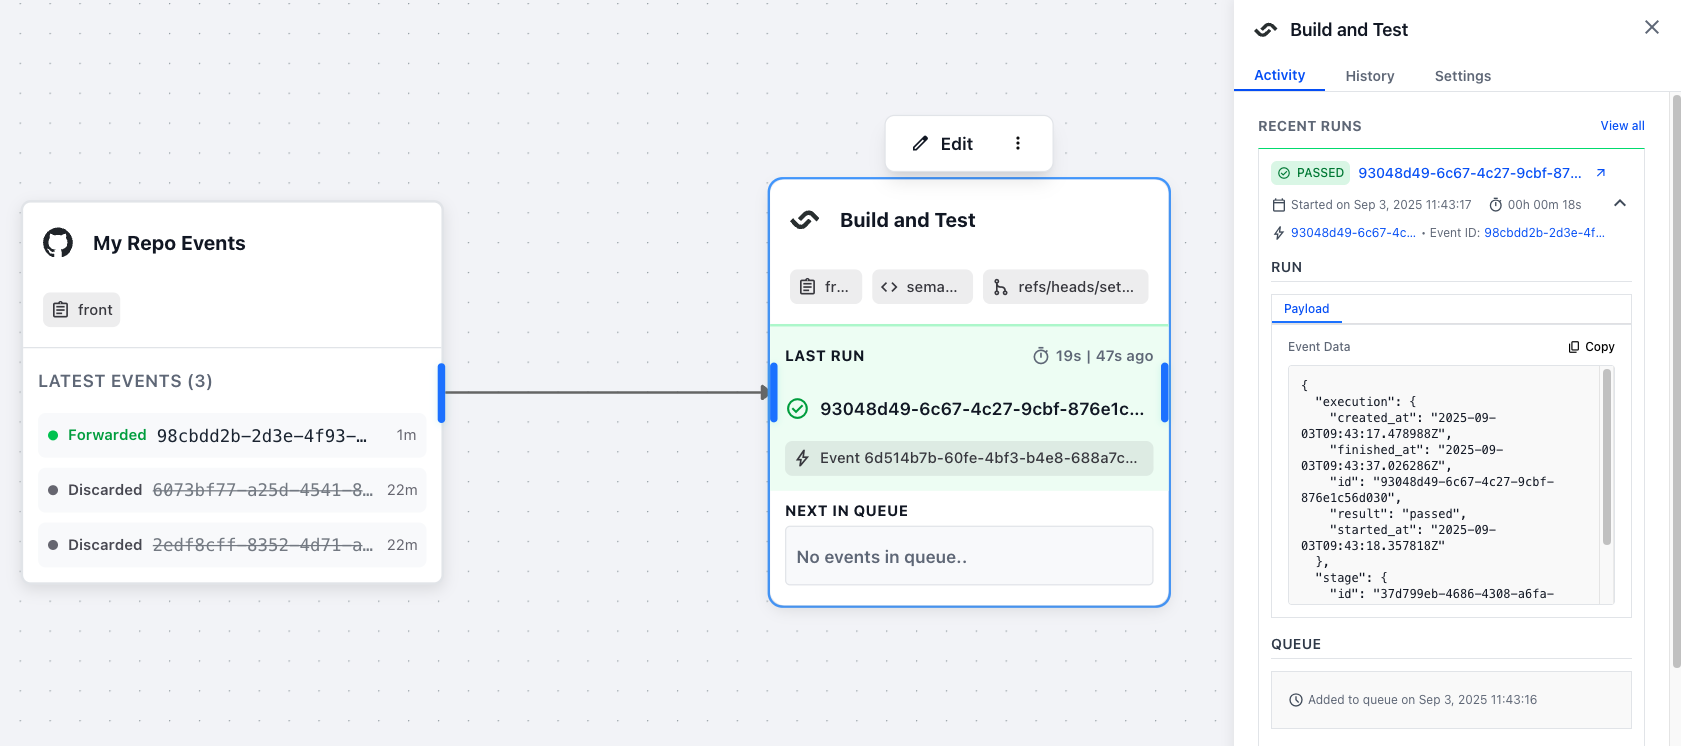 My Repo Events
front
LATEST EVENTS (3)
Forwarded 98cbdd2b-2d3e-4f93-… 1m
Discarded 6073bf77-a25d-4541-8… 22m
Discarded 2edf8cff-8352-4d71-a… 22m
Edit
Build and Test
fr... sema... refs/heads/set...
LAST RUN 19s | 47s ago
93048d49-6c67-4c27-9cbf-876e1c...
Event 6d514b7b-60fe-4bf3-b4e8-688a7c...
NEXT IN QUEUE
No events in queue..
Build and Test
Activity History Settings
RECENT RUNS View all
PASSED 93048d49-6c67-4c27-9cbf-87...
Started on Sep 3, 2025 11:43:17 00h 00m 18s
93048d49-6c67-4c... • Event ID: 98cbdd2b-2d3e-4f...
RUN
Payload
Event Data Copy
{
"execution": {
"created_at": "2025-09-
03T09:43:17.478988Z",
"finished_at": "2025-09-
03T09:43:37.026286Z",
"id": "93048d49-6c67-4c27-9cbf-
876e1c56d030",
"result": "passed",
"started_at": "2025-09-
03T09:43:18.357818Z"
},
"stage": {
"id": "37d799eb-4686-4308-a6fa-
QUEUE
Added to queue on Sep 3, 2025 11:43:16